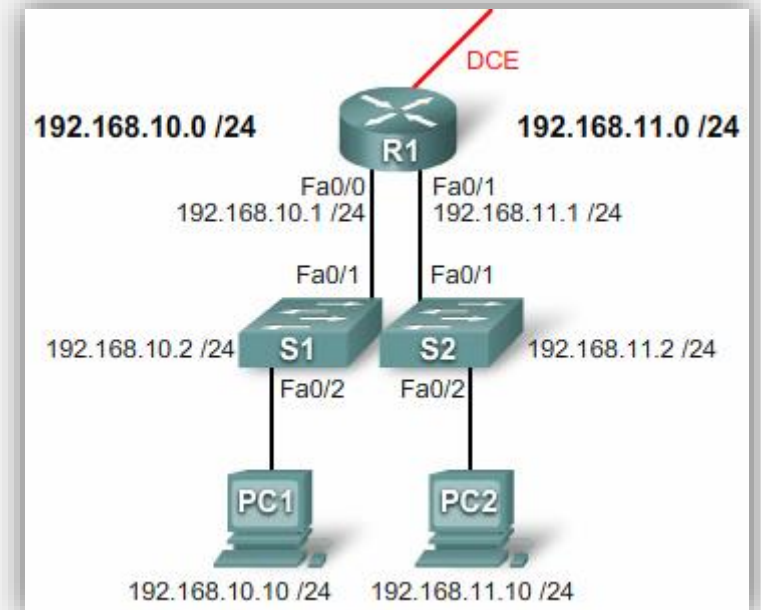 DCE
192.168.10.0 /24
192.168.11.0 /24
R1
Fa0/0
Fa0/1
192.168.10.1 /24
192.168.11.1 /24
Fa0/1
Fa0/1
192.168.10.2 /24
S1
S2
192.168.11.2 /24
Fa0/2
Fa0/2
PC1
PC2
192.168.10.10 /24
192.168.11.10 /24